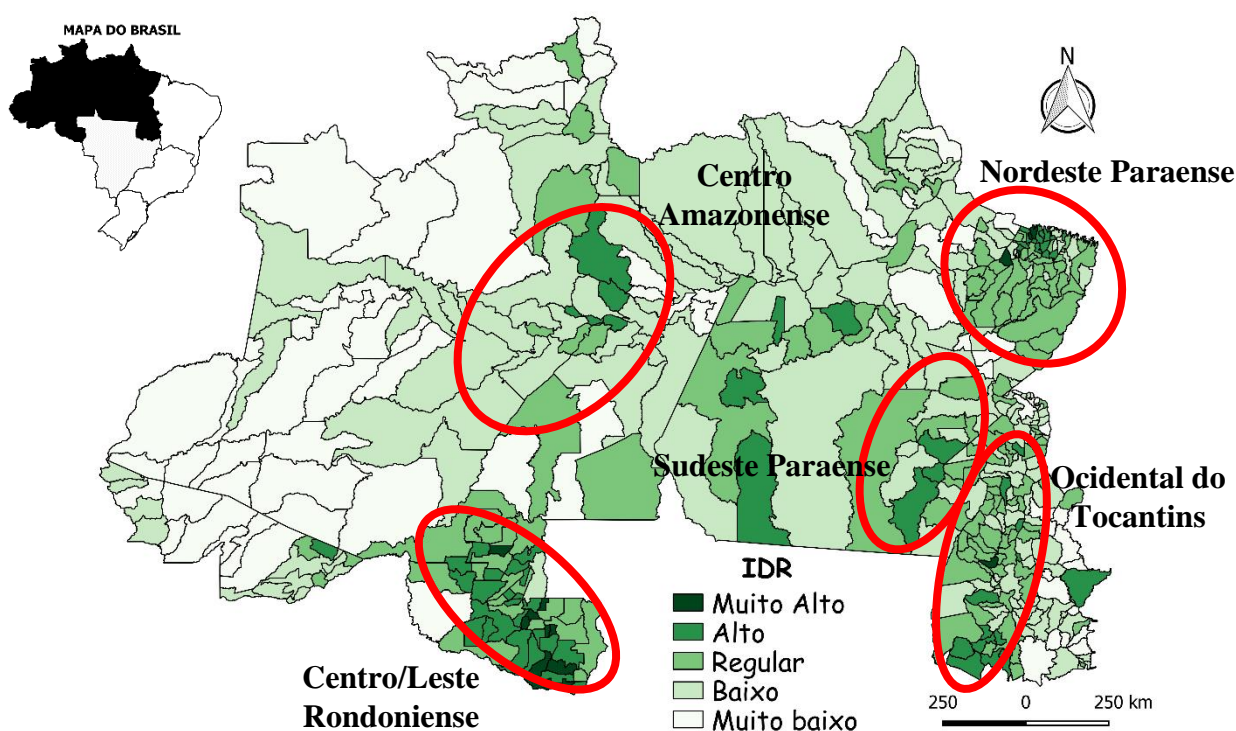 MAPA DO BRASIL
N
Nordeste Paraense
Centro
Amazonense
Sudeste Paraense
Ocidental do
Tocantins
Centro/Leste
Rondoniense
IDR
Muito Alto
Alto
Regular
Baixo
Muito baixo
250 0 250 km